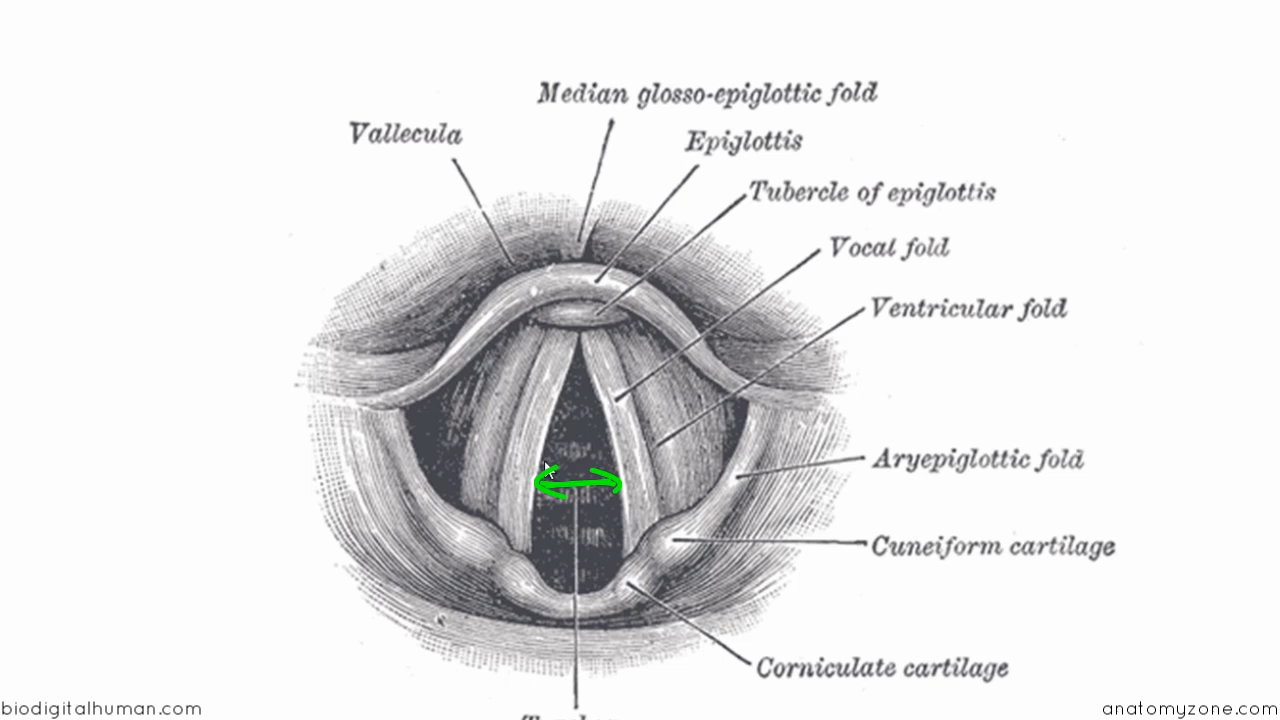 Median glosso-epiglottic fold
Vallecula
Epiglottis
Tubercle of epiglottis
Vocal fold
Ventricular fold
Aryepiglottic fold
Cuneiform cartilage
Corniculate cartilage
biodigitalhuman.com
anatomyzone.com